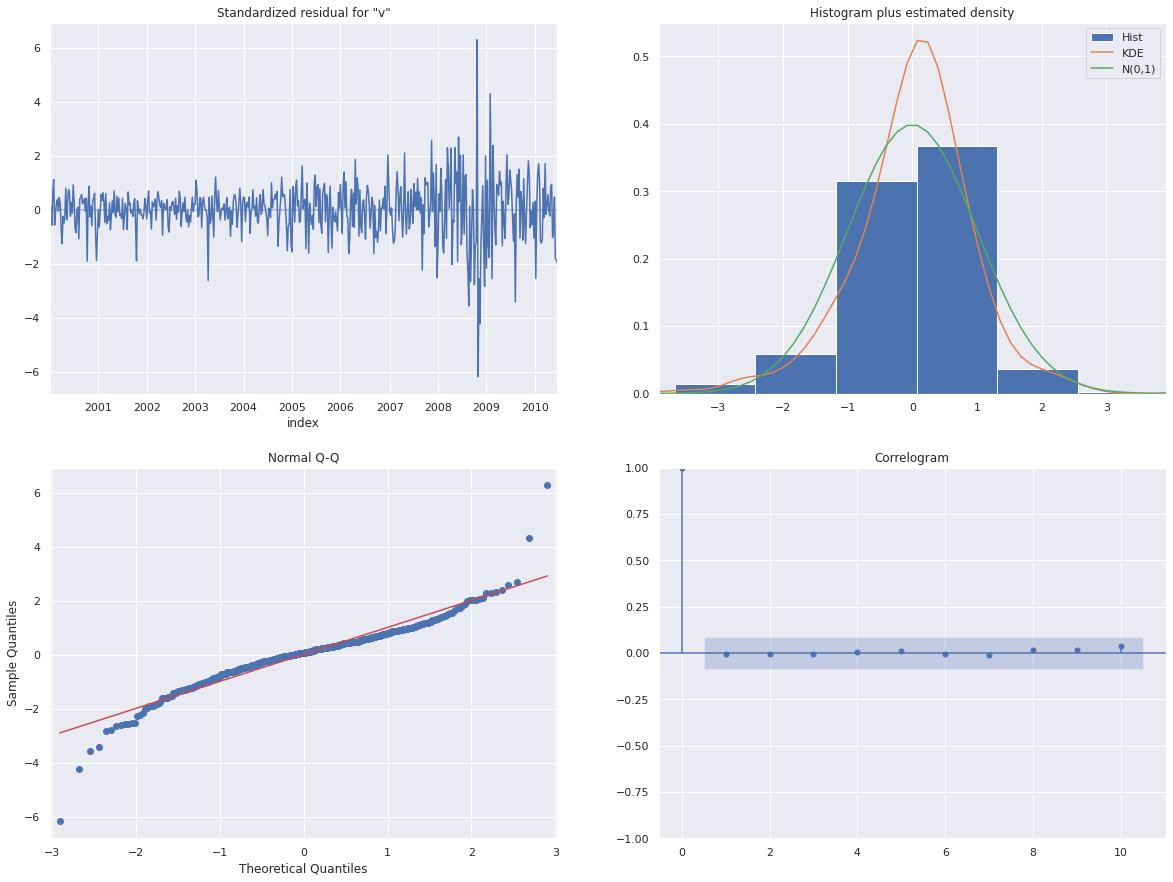 Standardized residual for "v"
6
4
2
0
−2
−4
−6
2001 2002 2003 2004 2005 2006 2007 2008 2009 2010
index
Histogram plus estimated density
Hist
KDE
N(0,1)
0.5
0.4
0.3
0.2
0.1
0.0
−3 −2 −1 0 1 2 3
Normal Q-Q
Sample Quantiles
6
4
2
0
−2
−4
−6
−3 −2 −1 0 1 2 3
Theoretical Quantiles
Correlogram
1.00
0.75
0.50
0.25
0.00
−0.25
−0.50
−0.75
−1.00
0 2 4 6 8 10